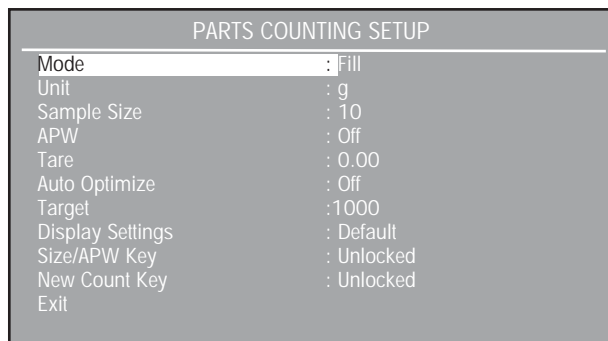 PARTS COUNTING SETUP
Mode : Fill
Unit : g
Sample Size : 10
APW : Off
Tare : 0.00
Auto Optimize : Off
Target :1000
Display Settings : Default
Size/APW Key : Unlocked
New Count Key : Unlocked
Exit